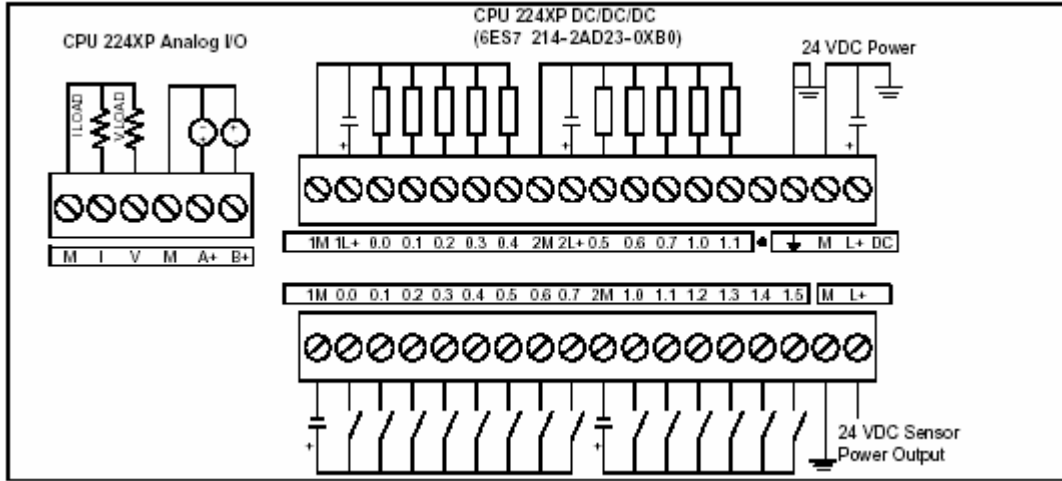 CPU 224XP Analog I/O
I LOAD
V LOAD
M I V M A+ B+
CPU 224XP DC/DC/DC
(6ES7 214-2AD23-0XB0)
24 VDC Power
+ + +
1M 1L+ 0.0 0.1 0.2 0.3 0.4 2M 2L+ 0.5 0.6 0.7 1.0 1.1 M L+ DC
1M 0.0 0.1 0.2 0.3 0.4 0.5 0.6 0.7 2M 1.0 1.1 1.2 1.3 1.4 1.5 M L+
+ +
24 VDC Sensor
Power Output